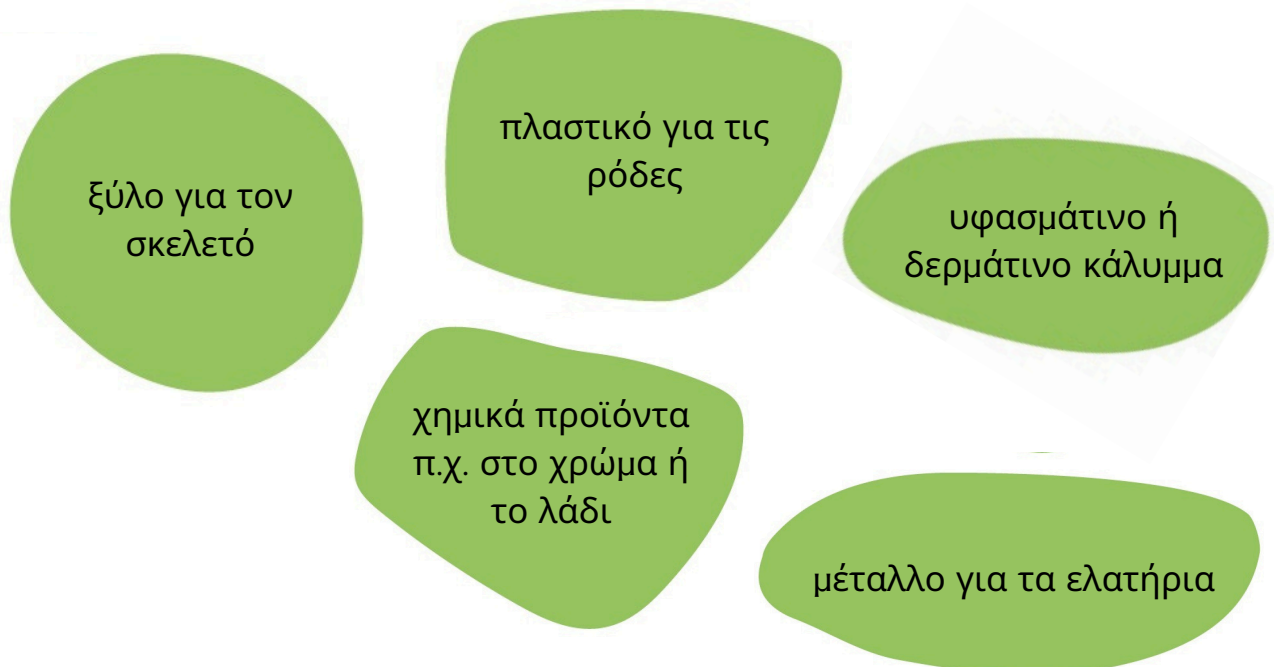 ξύλο για τον
σκελετό
πλαστικό για τις
ρόδες
υφασμάτινο ή
δερμάτινο κάλυμμα
χημικά προϊόντα
π.χ. στο χρώμα ή
το λάδι
μέταλλο για τα ελατήρια